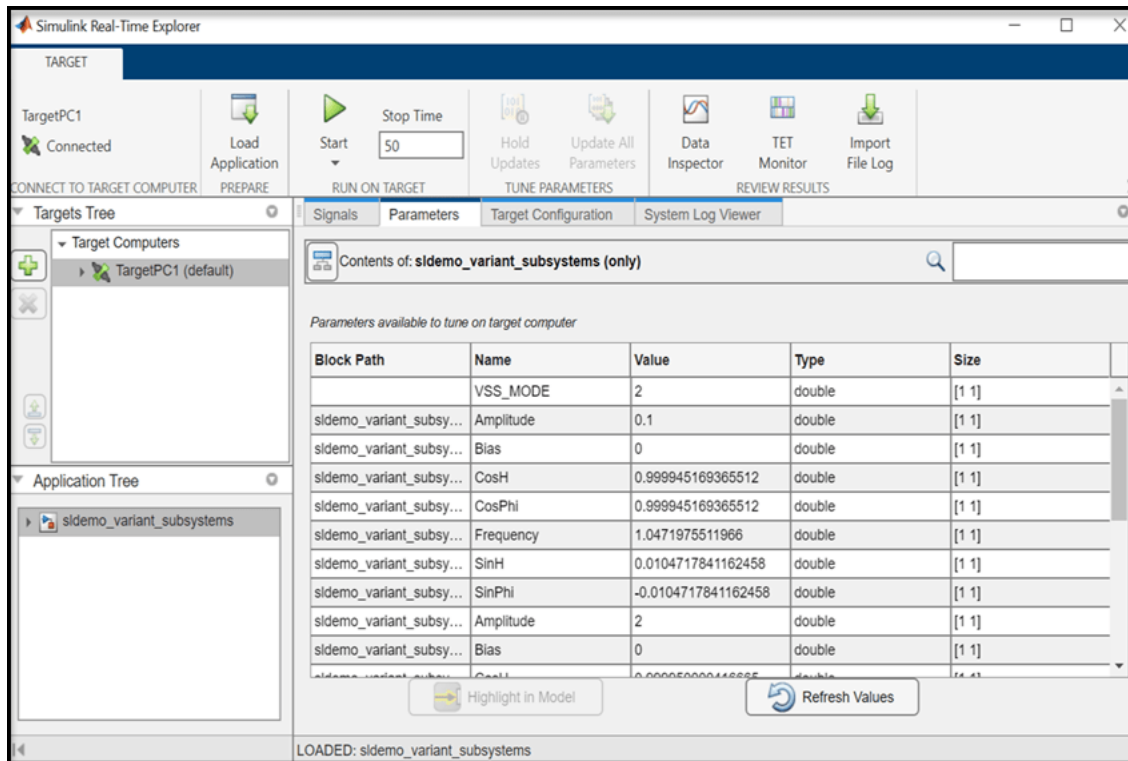 Simulink Real-Time Explorer
TARGET
TargetPC1
Connected
CONNECT TO TARGET COMPUTER
Load
Application
PREPARE
Start
Stop Time
50
RUN ON TARGET
Hold
Updates
Update All
Parameters
TUNE PARAMETERS
Data
Inspector
TET
Monitor
Import
File Log
REVIEW RESULTS
Targets Tree
Target Computers
TargetPC1 (default)
Application Tree
sldemo_variant_subsystems
Signals Parameters Target Configuration System Log Viewer
Contents of: sldemo_variant_subsystems (only)
Parameters available to tune on target computer
Block Path Name Value Type Size
VSS_MODE 2 double [1 1]
sldemo_variant_subsy... Amplitude 0.1 double [1 1]
sldemo_variant_subsy... Bias 0 double [1 1]
sldemo_variant_subsy... CosH 0.999945169365512 double [1 1]
sldemo_variant_subsy... CosPhi 0.999945169365512 double [1 1]
sldemo_variant_subsy... Frequency 1.0471975511966 double [1 1]
sldemo_variant_subsy... SinH 0.0104717841162458 double [1 1]
sldemo_variant_subsy... SinPhi -0.0104717841162458 double [1 1]
sldemo_variant_subsy... Amplitude 2 double [1 1]
sldemo_variant_subsy... Bias 0 double [1 1]
Highlight in Model
Refresh Values
LOADED: sldemo_variant_subsystems